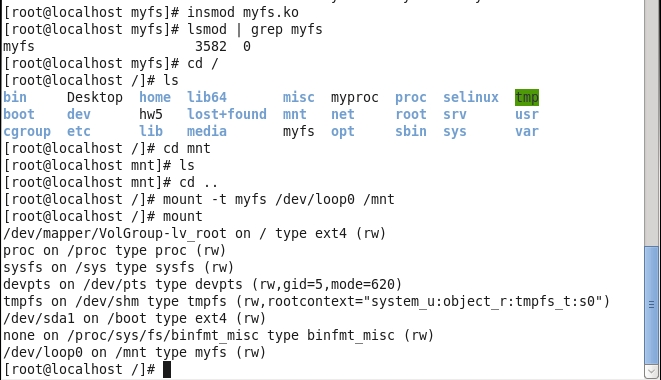 [root@localhost myfs]# insmod myfs.ko
[root@localhost myfs]# lsmod | grep myfs
myfs                   3582  0
[root@localhost myfs]# cd /
[root@localhost /]# ls
bin     Desktop  home  lib64       misc  myproc  proc  selinux  tmp
boot    dev      hw5   lost+found  mnt   net     root  srv      usr
cgroup  etc      lib   media       myfs  opt     sbin  sys      var
[root@localhost /]# cd mnt
[root@localhost mnt]# ls
[root@localhost mnt]# cd ..
[root@localhost /]# mount -t myfs /dev/loop0 /mnt
[root@localhost /]# mount
/dev/mapper/VolGroup-lv_root on / type ext4 (rw)
proc on /proc type proc (rw)
sysfs on /sys type sysfs (rw)
devpts on /dev/pts type devpts (rw,gid=5,mode=620)
tmpfs on /dev/shm type tmpfs (rw,rootcontext="system_u:object_r:tmpfs_t:s0")
/dev/sda1 on /boot type ext4 (rw)
none on /proc/sys/fs/binfmt_misc type binfmt_misc (rw)
/dev/loop0 on /mnt type myfs (rw)
[root@localhost /]#